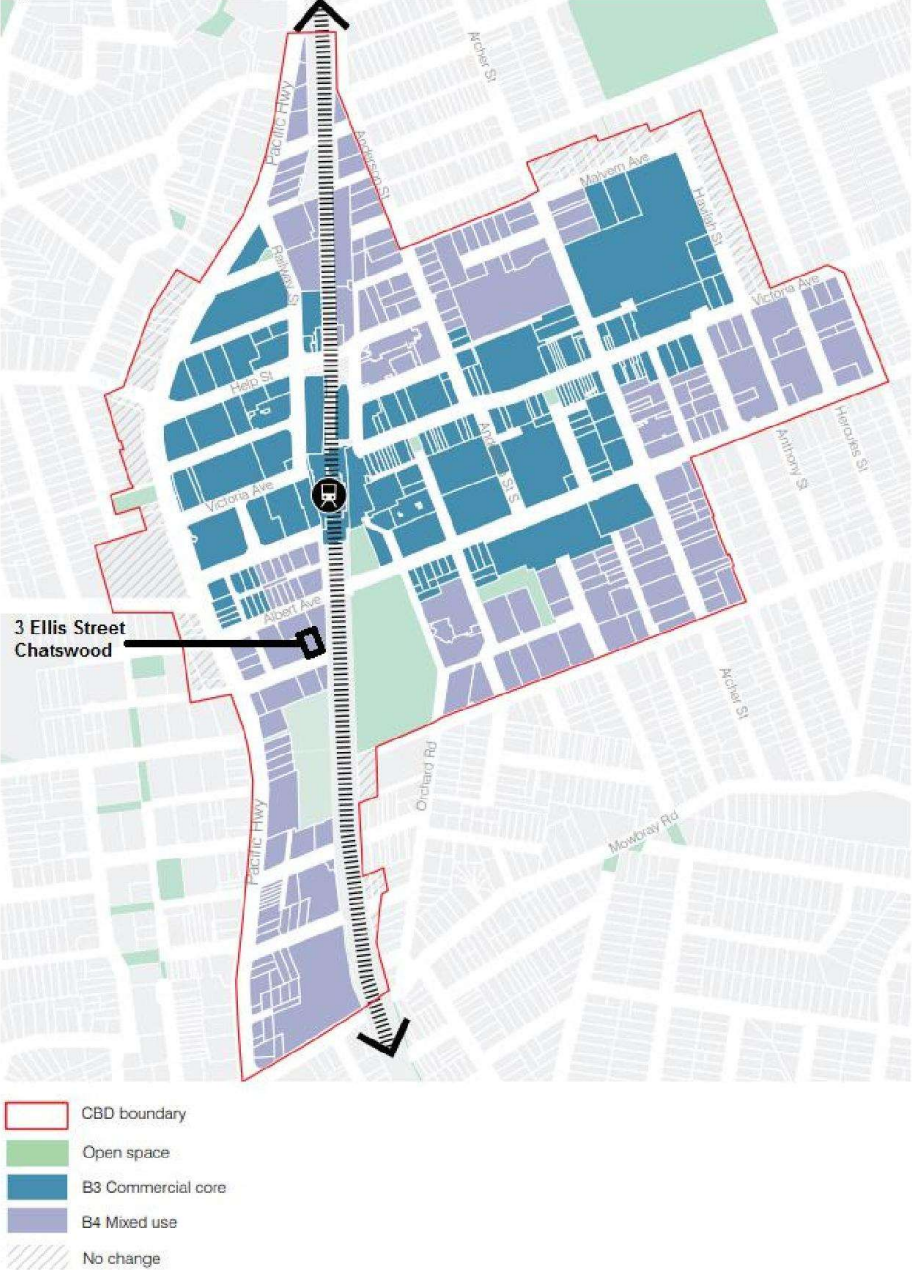 Archer St
Pacific Hwy
Anderson St
Malvern Ave
Havilah St
Railway St
Victoria Ave
Help St
Hercules St
Anthony St
Victoria Ave
Albert Ave
3 Ellis Street
Chatswood
Archer St
Orchard Rd
Mowbray Rd
Pacific Hwy
CBD boundary
Open space
B3 Commercial core
B4 Mixed use
No change